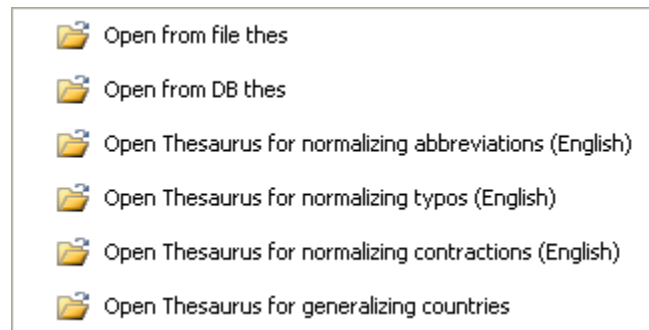 Open from file thes
Open from DB thes
Open Thesaurus for normalizing abbreviations (English)
Open Thesaurus for normalizing typos (English)
Open Thesaurus for normalizing contractions (English)
Open Thesaurus for generalizing countries